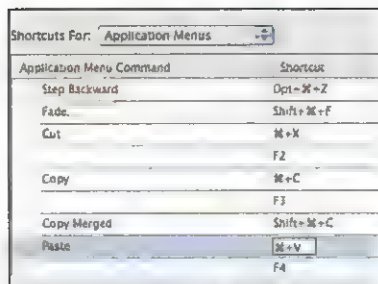 Shortcuts For: Application Menus
Application Menu Command Shortcut
Step Backward Opt+⌘+Z
Fade... Shift+⌘+F
Cut ⌘+X
F2
Copy ⌘+C
F3
Copy Merged Shift+⌘+C
Paste ⌘+V
F4